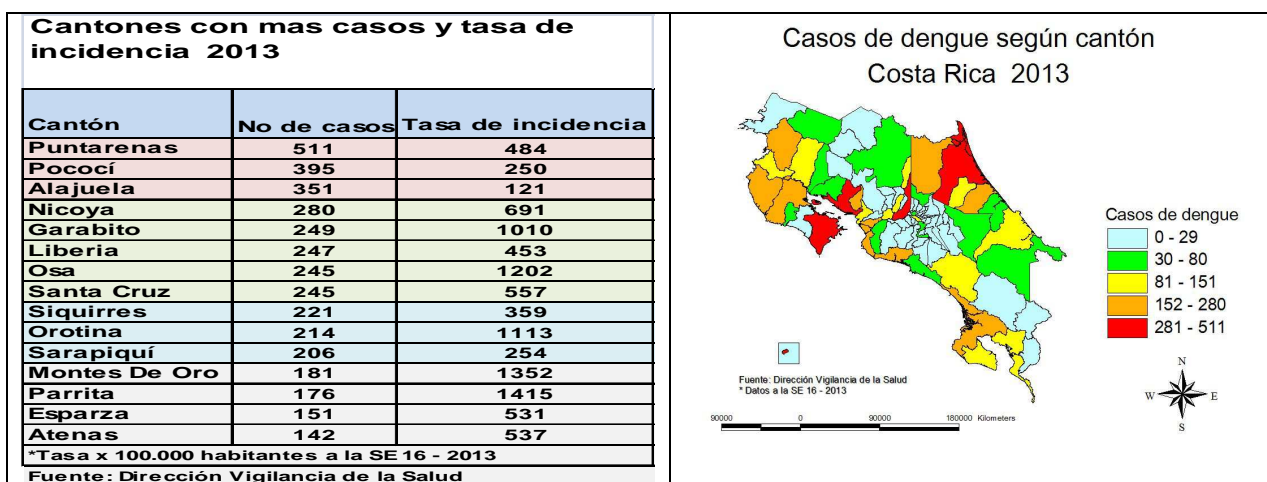 Cantones con mas casos y tasa de
incidencia 2013
Cantón No de casos Tasa de incidencia
Puntarenas 511 484
Pococí 395 250
Alajuela 351 121
Nicoya 280 691
Garabito 249 1010
Liberia 247 453
Osa 245 1202
Santa Cruz 245 557
Siquirres 221 359
Orotina 214 1113
Sarapiquí 206 254
Montes De Oro 181 1352
Parrita 176 1415
Esparza 151 531
Atenas 142 537
*Tasa x 100.000 habitantes a la SE 16 - 2013
Fuente: Dirección Vigilancia de la Salud
Casos de dengue según cantón
Costa Rica 2013
Casos de dengue
0 - 29
30 - 80
81 - 151
152 - 280
281 - 511
Fuente: Dirección Vigilancia de la Salud
* Datos a la SE 16 - 2013
90000 0 90000 180000 Kilometers
N
W E
S